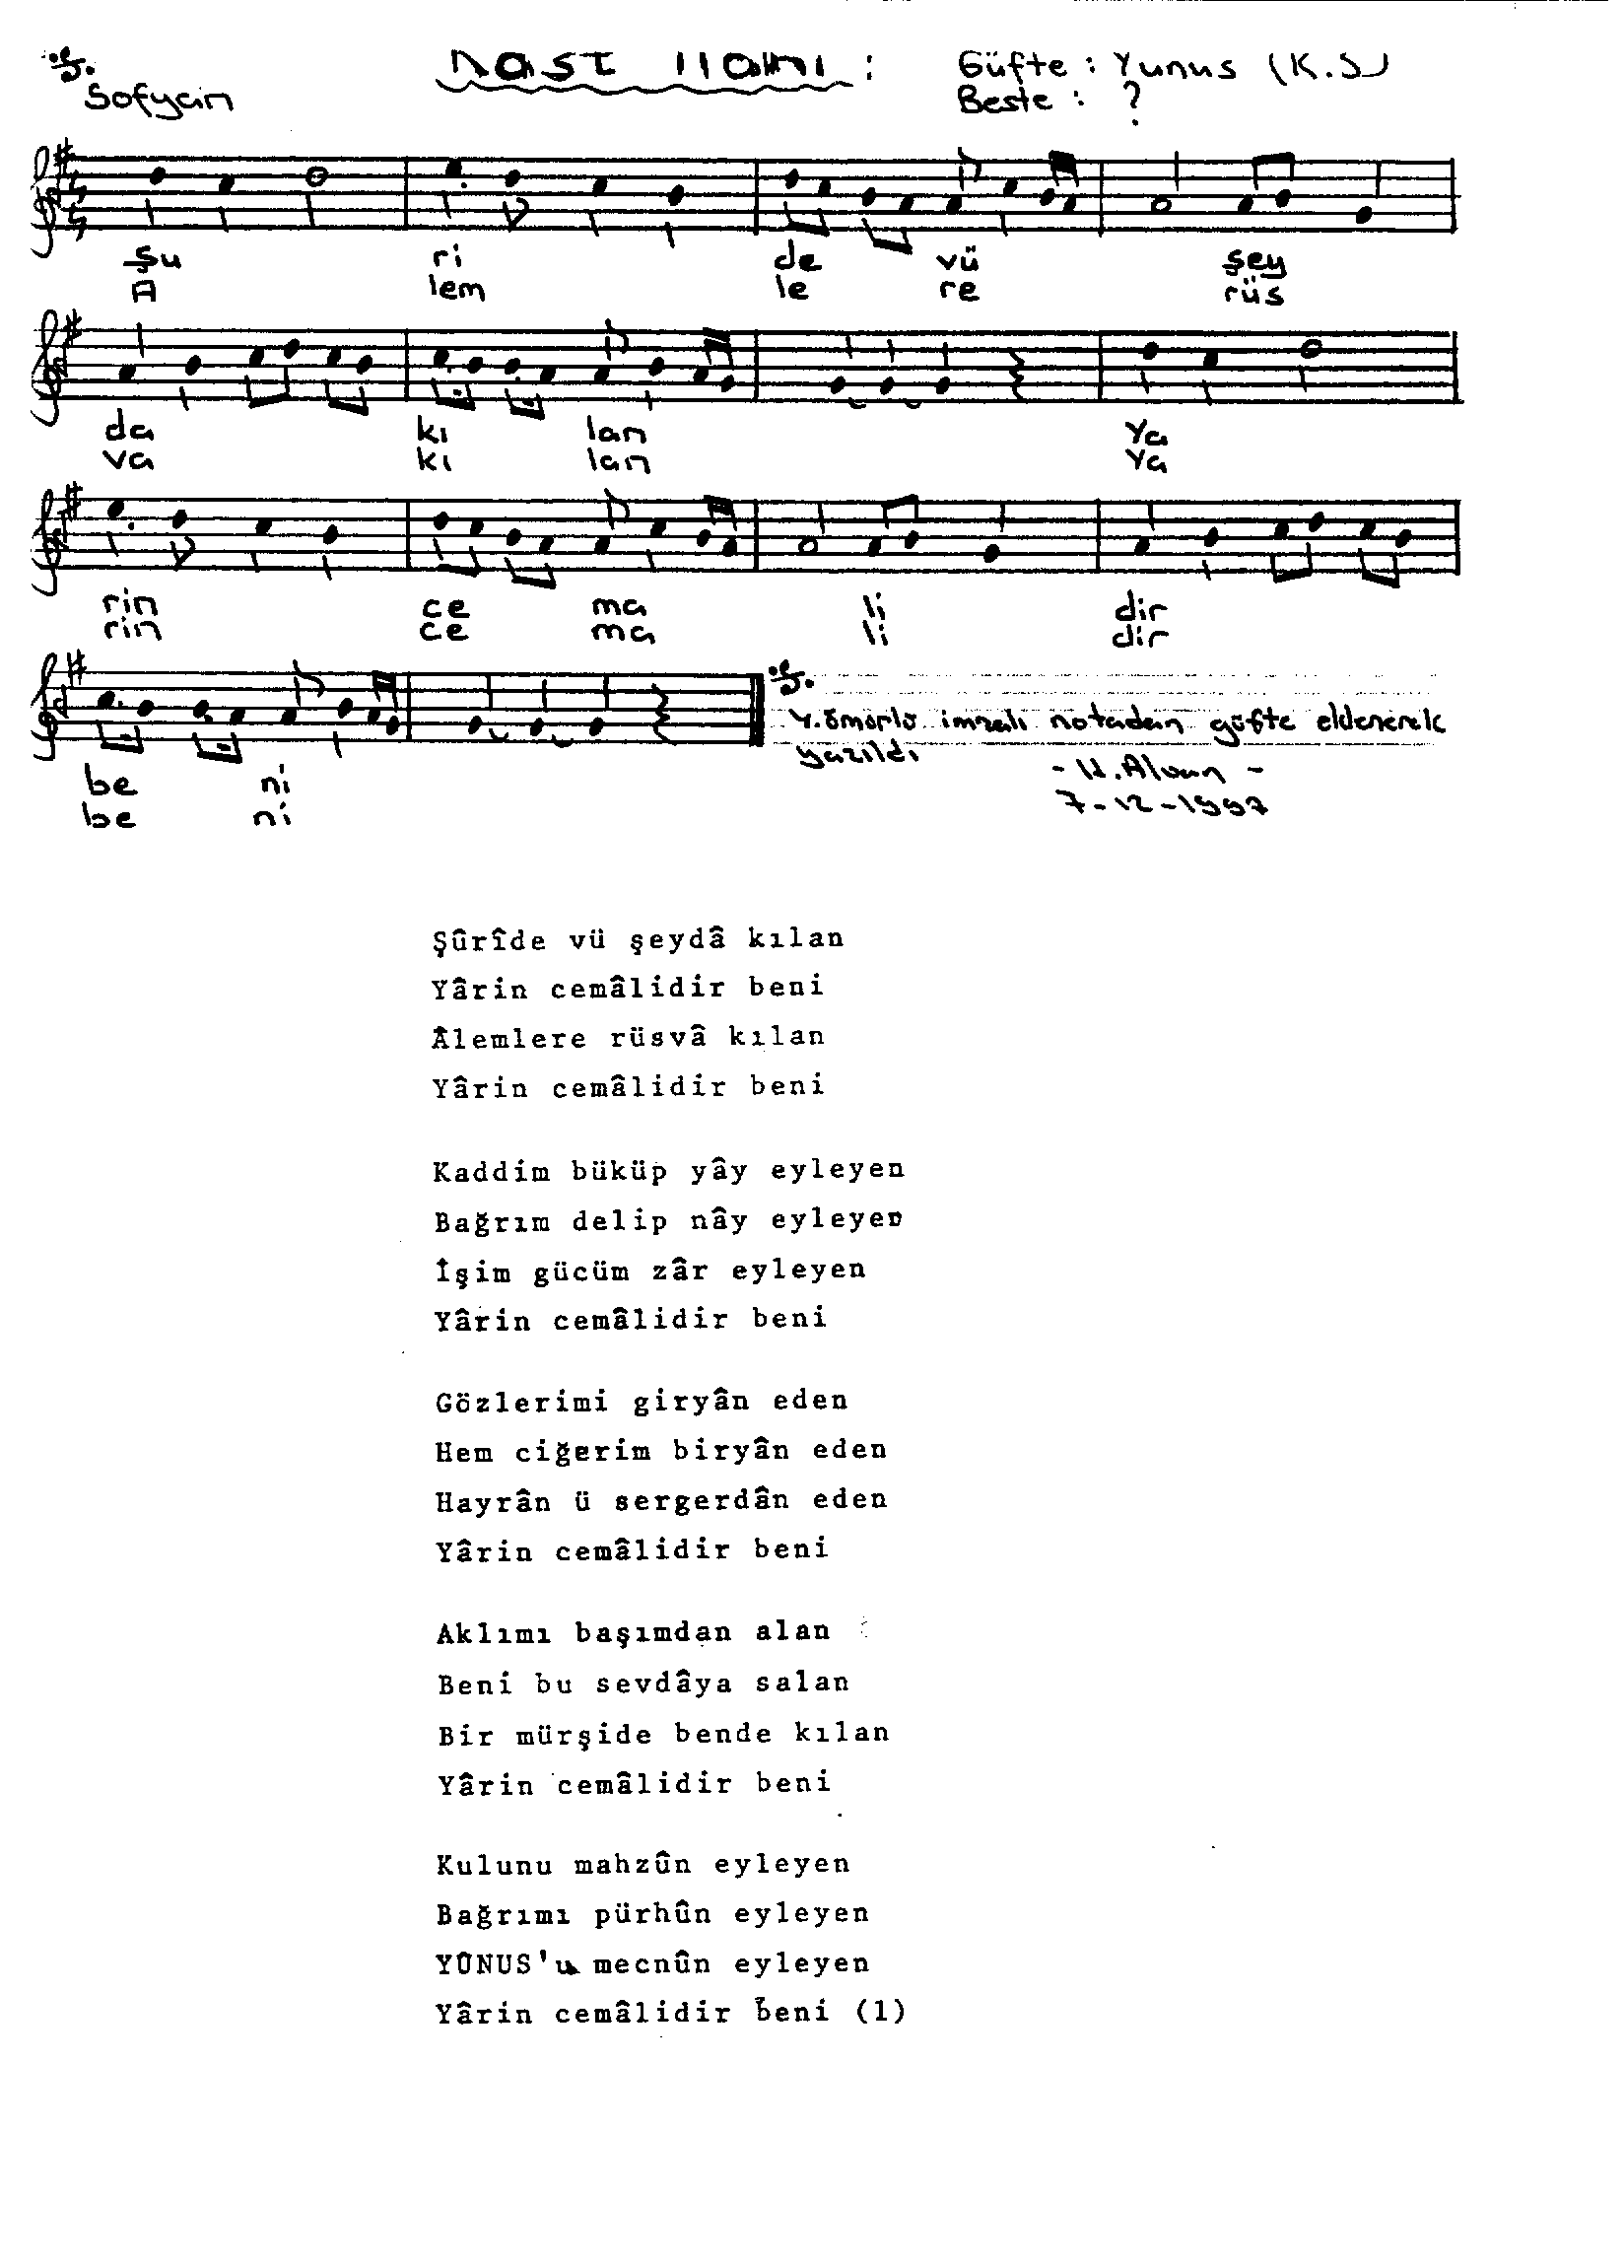 Sofyan
Güfte : Yunus (K.S)
Beste : ?
Şu ri de vü şey
A lem le re rüs
da kı lan Ya
va kı lan Ya
rin ce ma li dir
rin ce ma li dir
be ni
be ni
Y. Ömürlü imzalı notadan güfte eklenerek
yazıldı
- H. Alvan -
7-12-1997
Şûrîde vü şeydâ kılan
Yârin cemâlidir beni
Âlemlere rüsvâ kılan
Yârin cemâlidir beni
Kaddim büküp yây eyleyen
Bağrım delip nây eyleyen
İşim gücüm zâr eyleyen
Yârin cemâlidir beni
Gözlerimi giryân eden
Hem ciğerim biryân eden
Hayrân ü sergerdân eden
Yârin cemâlidir beni
Aklımı başımdan alan
Beni bu sevdâya salan
Bir mürşide bende kılan
Yârin cemâlidir beni
Kulunu mahzûn eyleyen
Bağrımı pürhûn eyleyen
YÛNUS'u mecnûn eyleyen
Yârin cemâlidir beni (1)